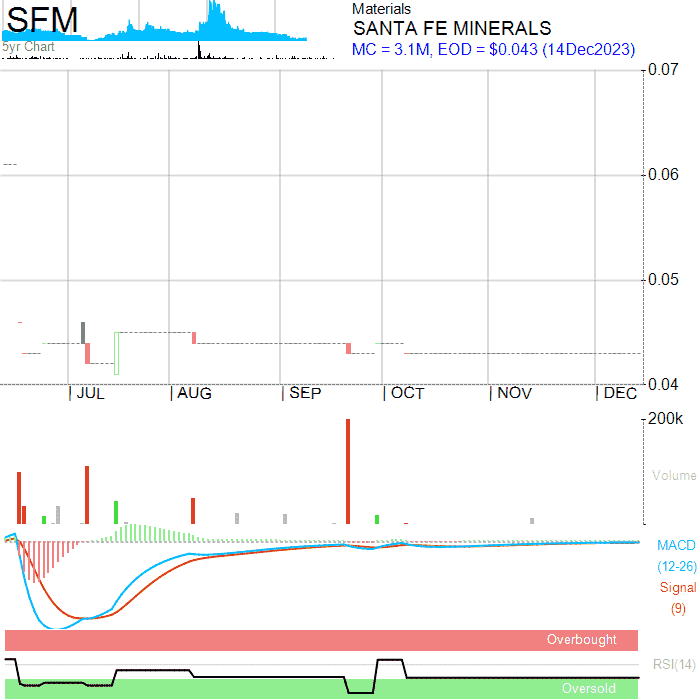 SFM
5yr Chart
Materials
SANTA FE MINERALS
MC = 3.1M, EOD = $0.043 (14Dec2023)
0.07
0.06
0.05
0.04
JUL AUG SEP OCT NOV DEC
200k
Volume
MACD
(12-26)
Signal
(9)
Overbought
RSI(14)
Oversold